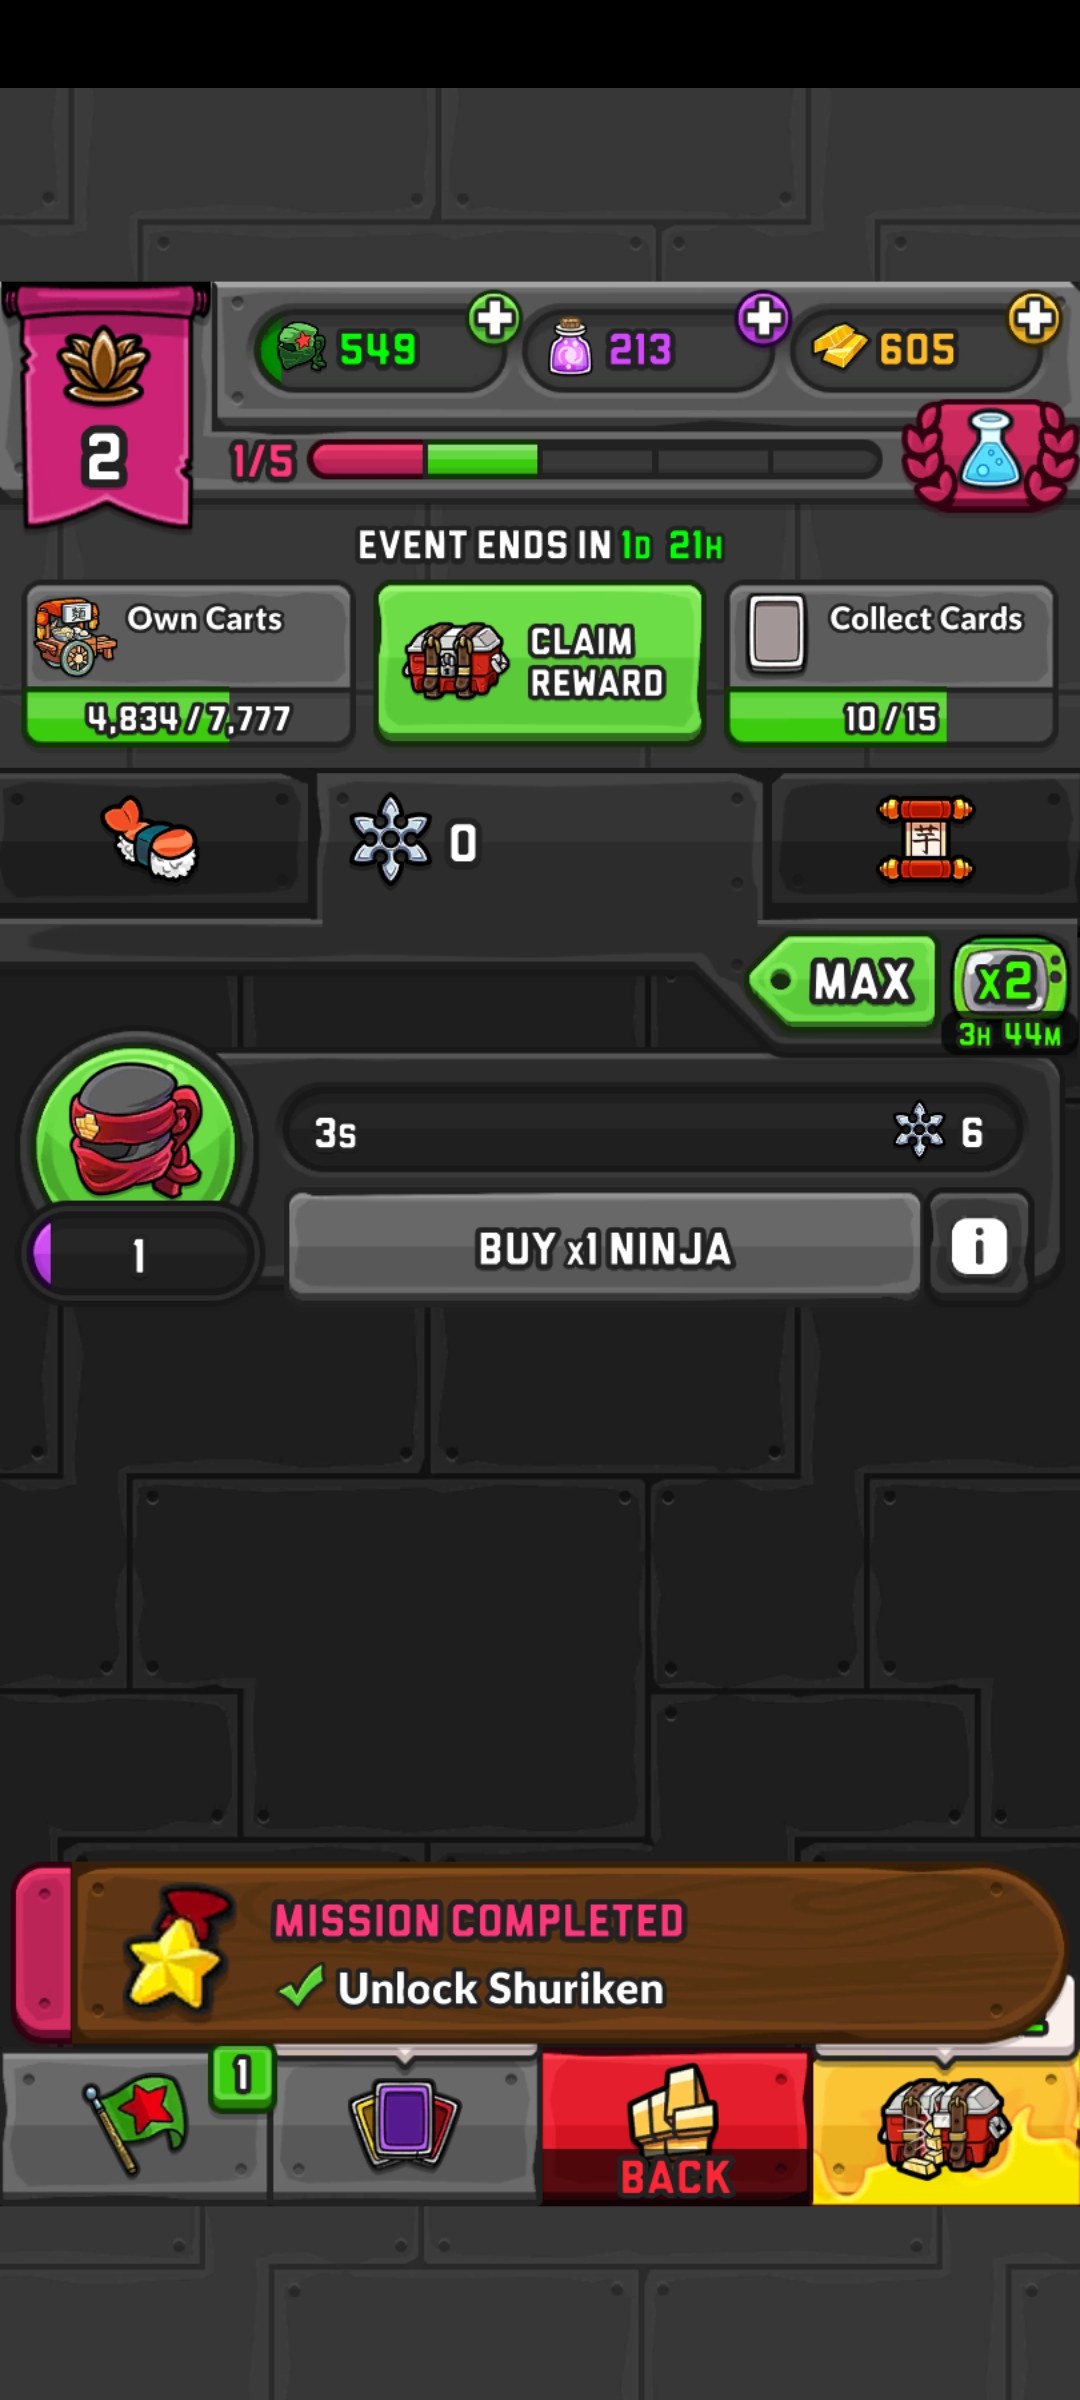 549
213
605
2
1/5
EVENT ENDS IN 1D 21H
Own Carts
4,834 / 7,777
CLAIM
REWARD
Collect Cards
10 / 15
0
芋
MAX
x2
3H 44M
3s
6
1
BUY x1 NINJA
i
MISSION COMPLETED
Unlock Shuriken
1
BACK